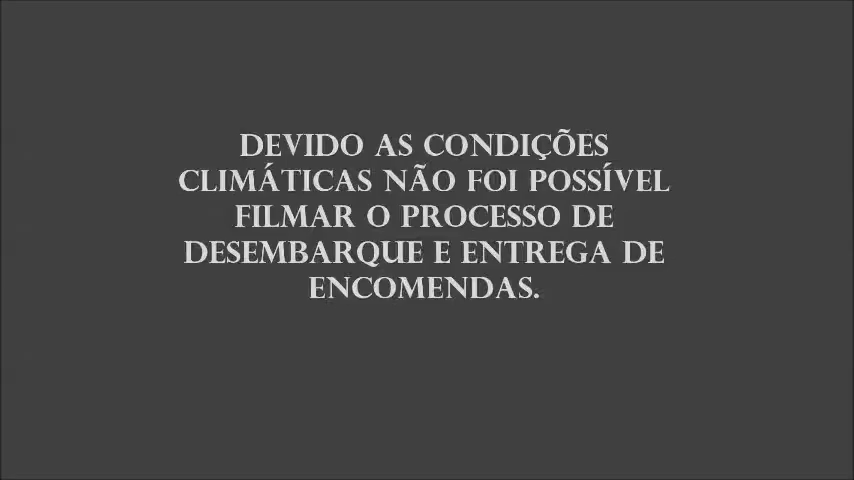 DEVIDO AS CONDIÇÕES
CLIMÁTICAS NÃO FOI POSSÍVEL
FILMAR O PROCESSO DE
DESEMBARQUE E ENTREGA DE
ENCOMENDAS.